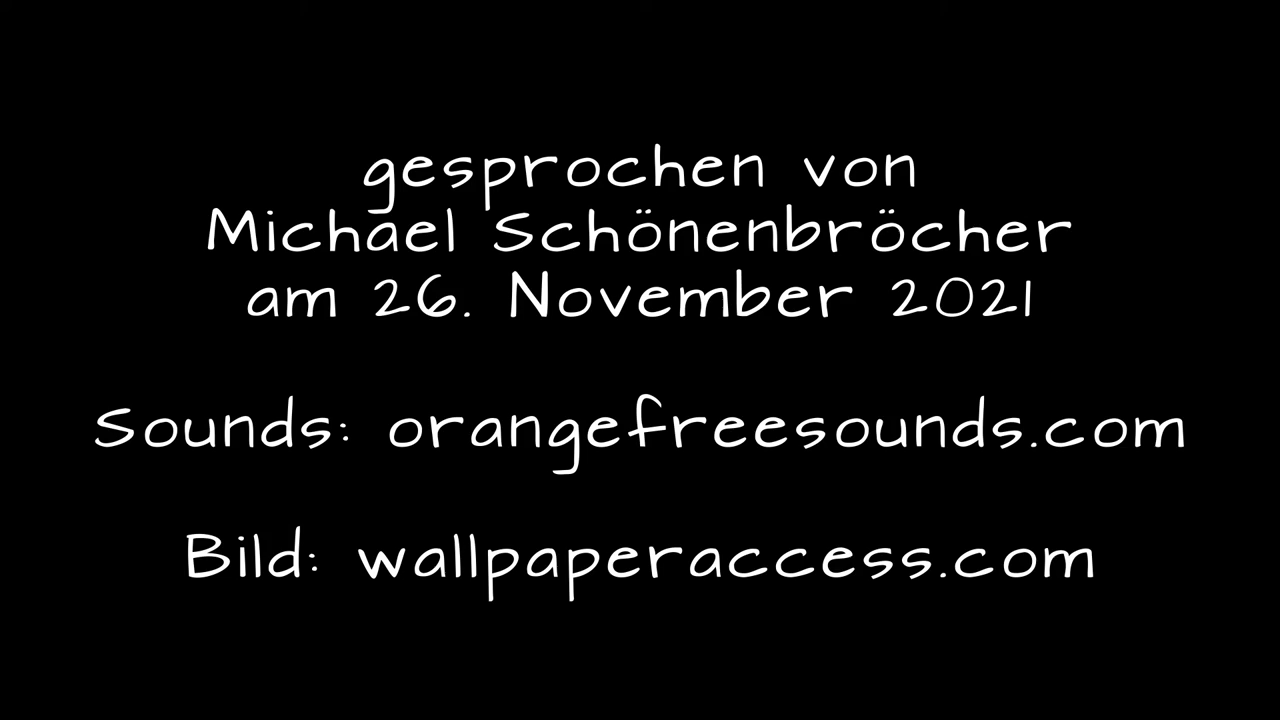 gesprochen von
Michael Schönenbröcher
am 26. November 2021
Sounds: orangefreesounds.com
Bild: wallpaperaccess.com